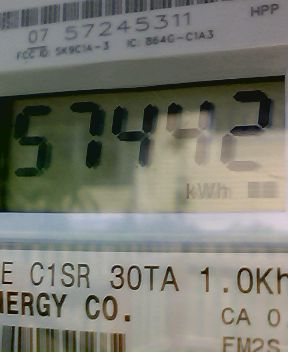 HPP
07 57245311
FCC ID: SK9C1A-3 IC: 864G-C1A3
57442
kWh
E C1SR 30TA 1.0Kh
NERGY CO.
CA 0
FM2S